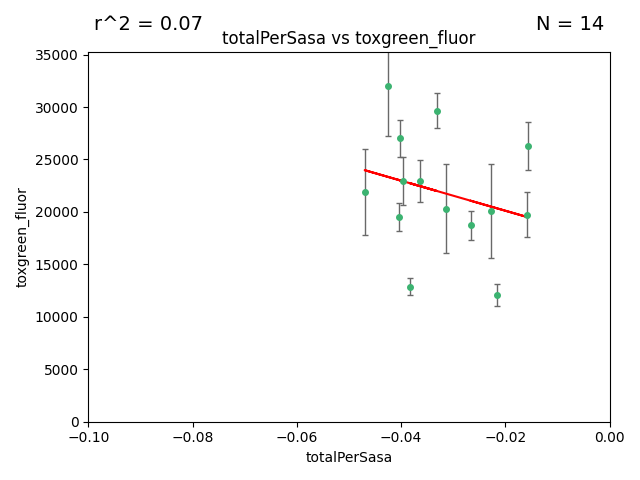 r^2 = 0.07
N = 14
totalPerSasa vs toxgreen_fluor
35000
30000
25000
20000
15000
10000
5000
0
toxgreen_fluor
−0.10
−0.08
−0.06
−0.04
−0.02
0.00
totalPerSasa